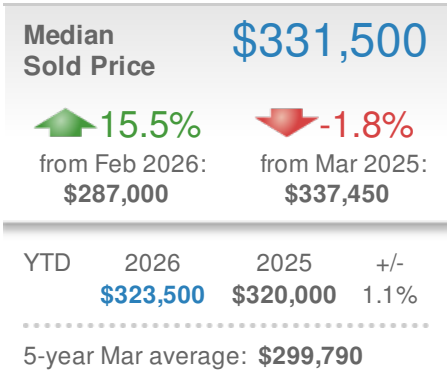 Median
Sold Price
$331,500
15.5% -1.8%
from Feb 2026: from Mar 2025:
$287,000 $337,450
YTD 2026 2025 +/-
$323,500 $320,000 1.1%
5-year Mar average: $299,790